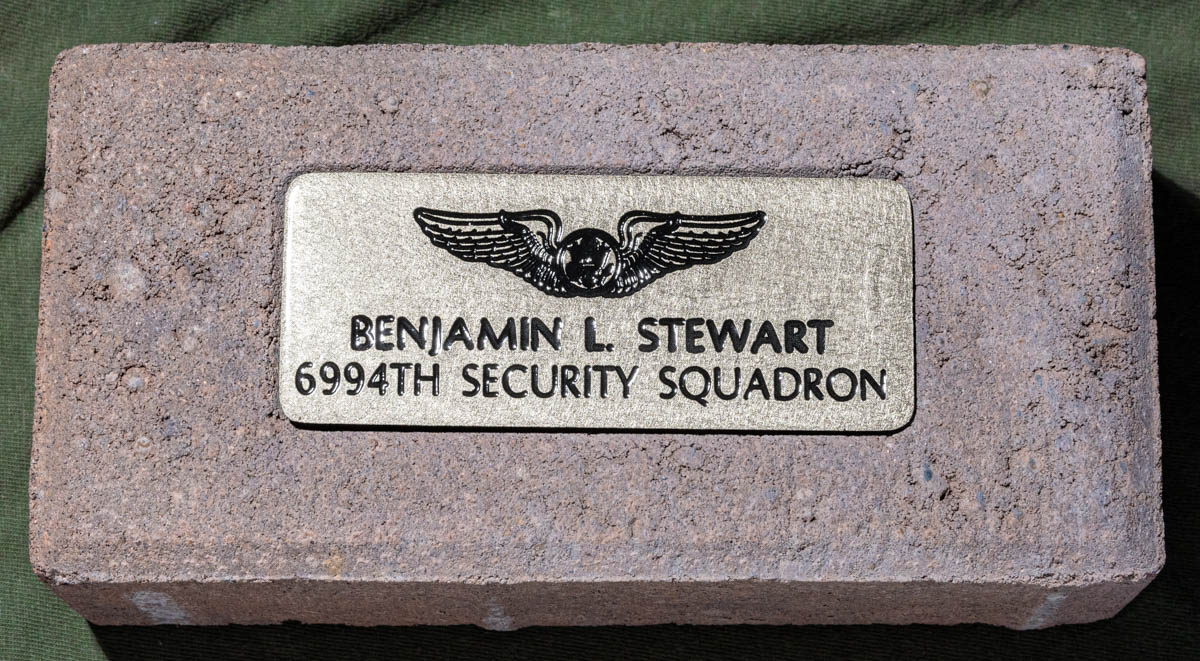 BENJAMIN L. STEWART
6994TH SECURITY SQUADRON